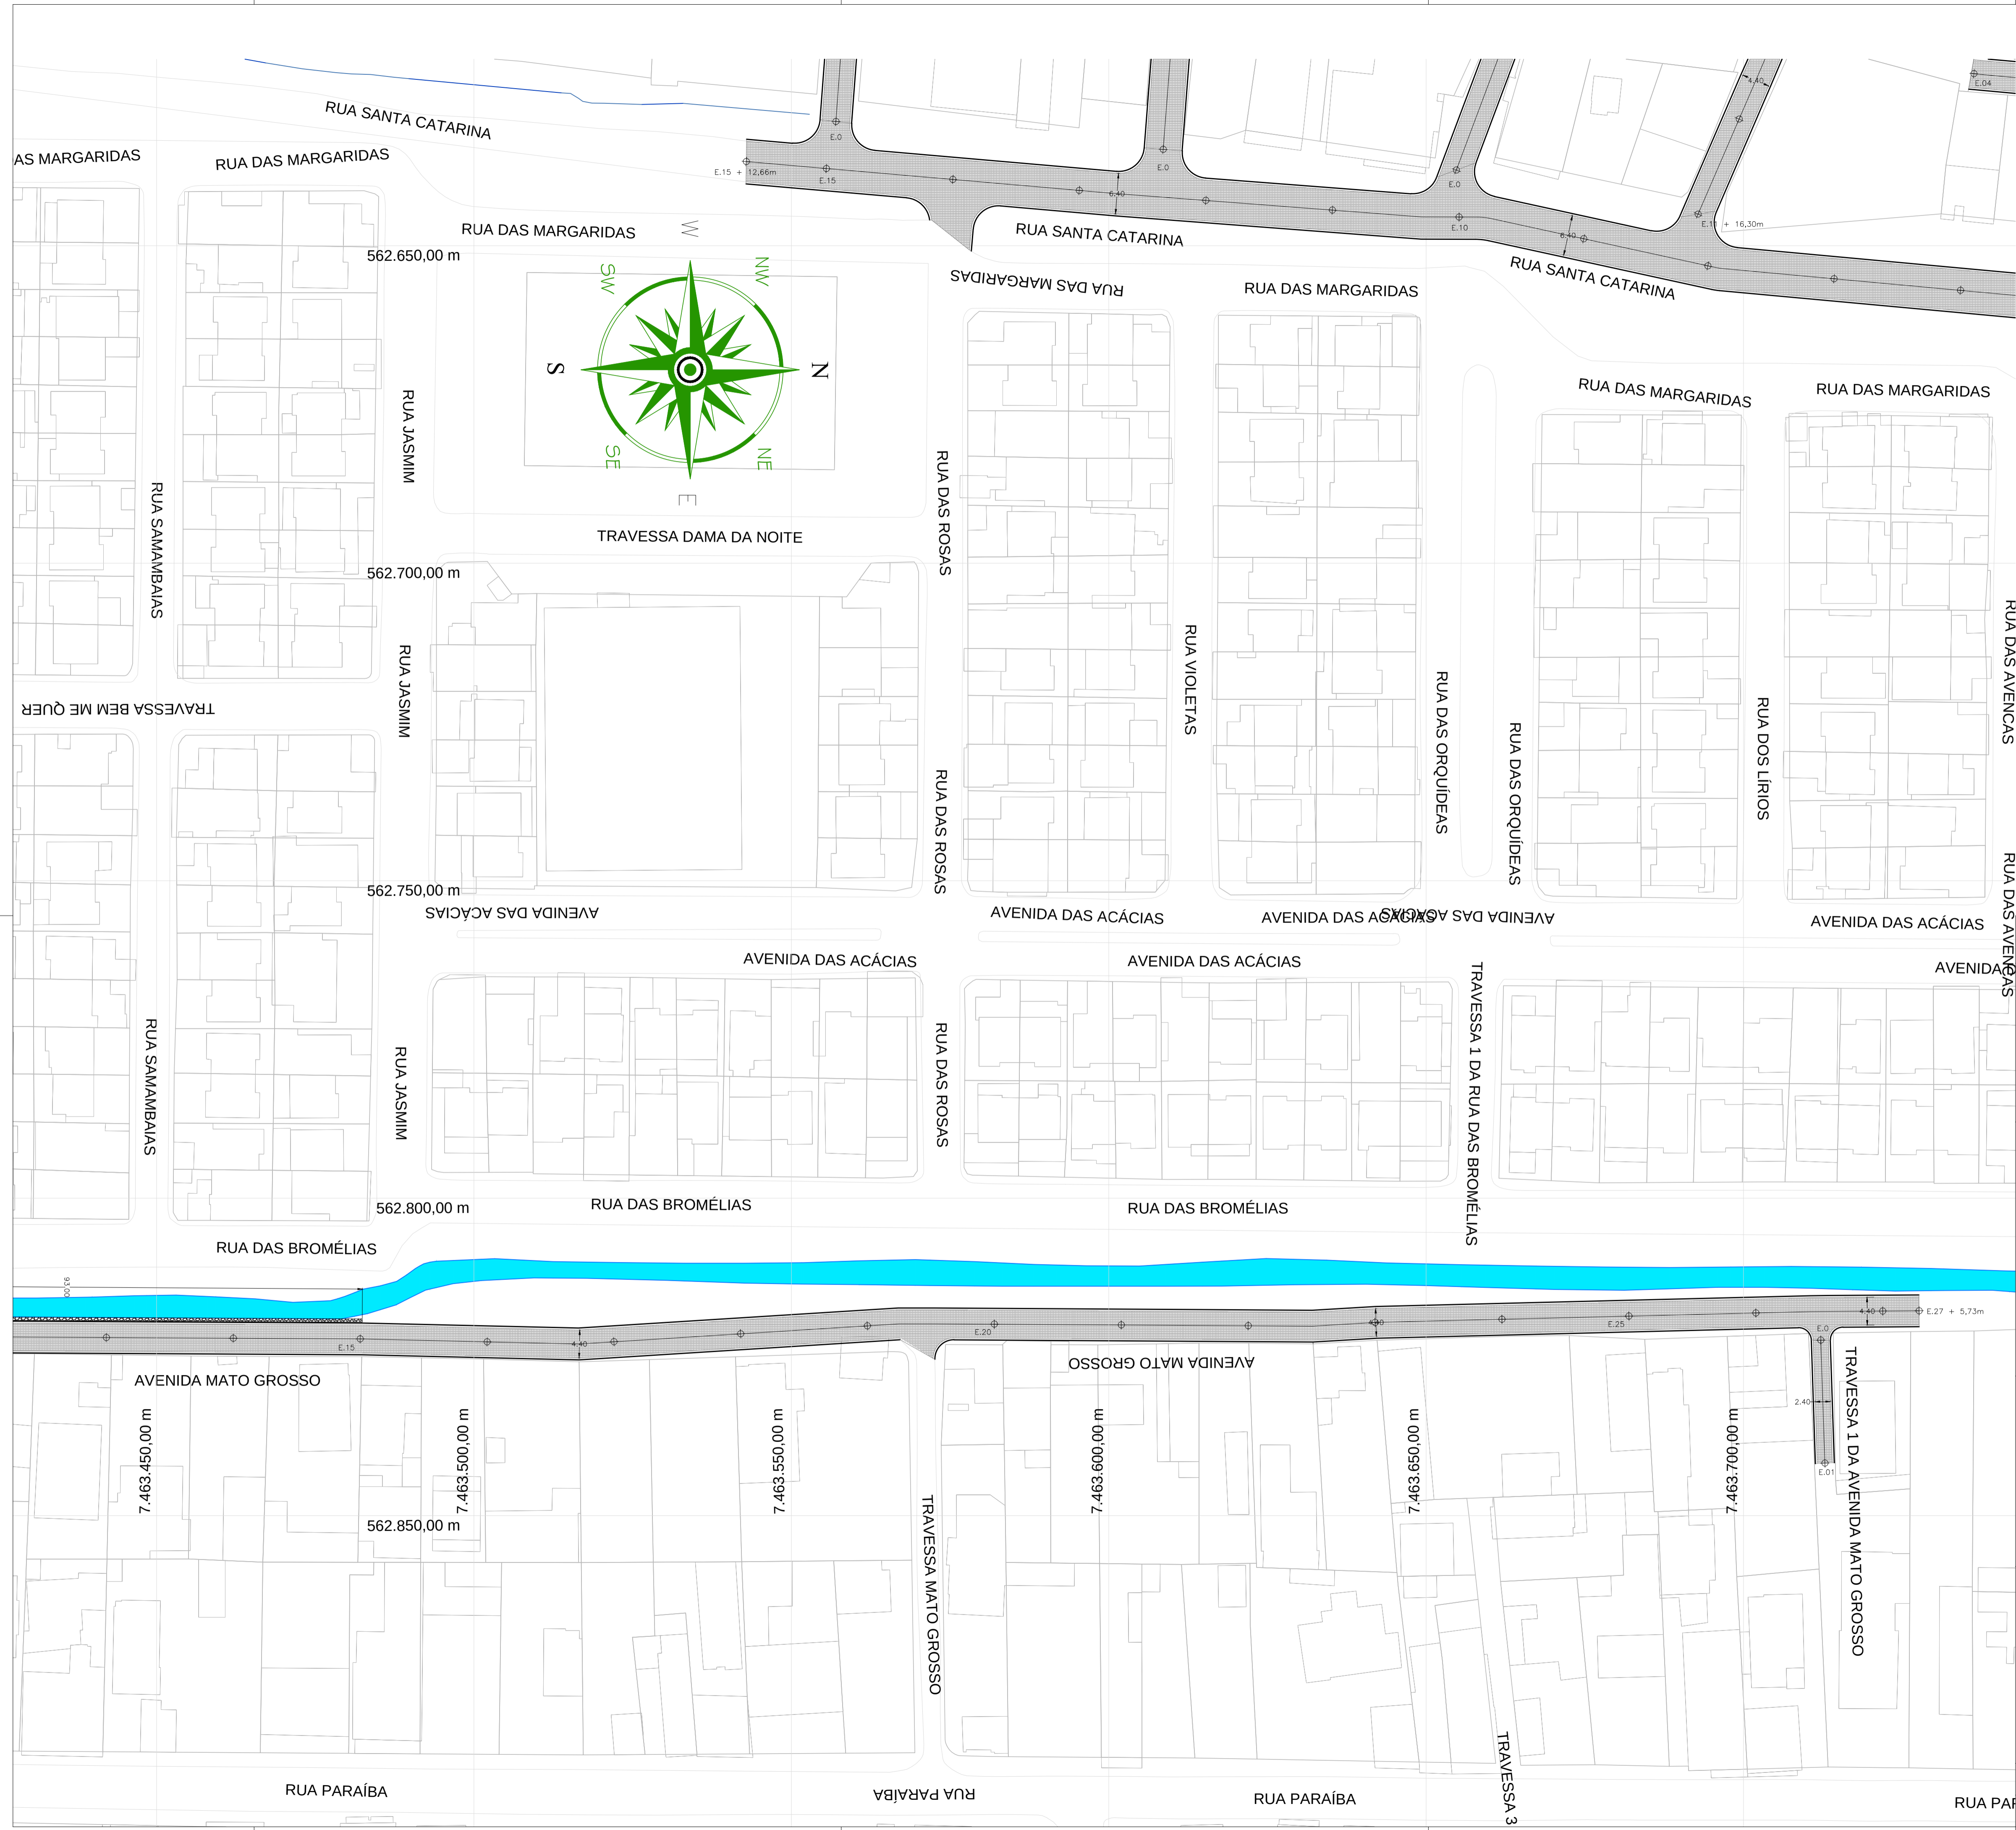 4.40
E.04
RUA SANTA CATARINA
E.0
E.0
E.0
AS MARGARIDAS
RUA DAS MARGARIDAS
E.15 + 12,66m
E.15
6.40
E.10
6.40
E.11 + 16,30m
RUA DAS MARGARIDAS
RUA SANTA CATARINA
W
562.650,00 m
RUA SANTA CATARINA
SW
NW
RUA DAS MARGARIDAS
RUA DAS MARGARIDAS
S
N
RUA DAS MARGARIDAS
RUA DAS MARGARIDAS
RUA JASMIM
SE
NE
E
RUA DAS ROSAS
RUA SAMAMBAIAS
TRAVESSA DAMA DA NOITE
562.700,00 m
RUA JASMIM
RUA VIOLETAS
RUA DAS AVENCAS
RUA DAS ORQUÍDEAS
RUA DAS ORQUÍDEAS
RUA DOS LÍRIOS
TRAVESSA BEM ME QUER
RUA DAS ROSAS
562.750,00 m
AVENIDA DAS ACÁCIAS
AVENIDA DAS ACÁCIAS
AVENIDA DAS ACÁCIAS
AVENIDA DAS ACÁCIAS
AVENIDA DAS ACÁCIAS
RUA DAS AVENCAS
AVENIDA DAS ACÁCIAS
AVENIDA DAS ACÁCIAS
AVENIDA
RUA SAMAMBAIAS
RUA JASMIM
RUA DAS ROSAS
TRAVESSA 1 DA RUA DAS BROMÉLIAS
562.800,00 m
RUA DAS BROMÉLIAS
RUA DAS BROMÉLIAS
RUA DAS BROMÉLIAS
93,00
E.15
4.40
E.20
4.40
E.25
E.0
4.40
E.27 + 5,73m
AVENIDA MATO GROSSO
AVENIDA MATO GROSSO
2.40
E.01
TRAVESSA 1 DA AVENIDA MATO GROSSO
7.463.450,00 m
7.463.500,00 m
7.463.550,00 m
7.463.600,00 m
7.463.650,00 m
7.463.700,00 m
562.850,00 m
TRAVESSA MATO GROSSO
TRAVESSA 3
RUA PARAÍBA
RUA PARAÍBA
RUA PARAÍBA
RUA PAR